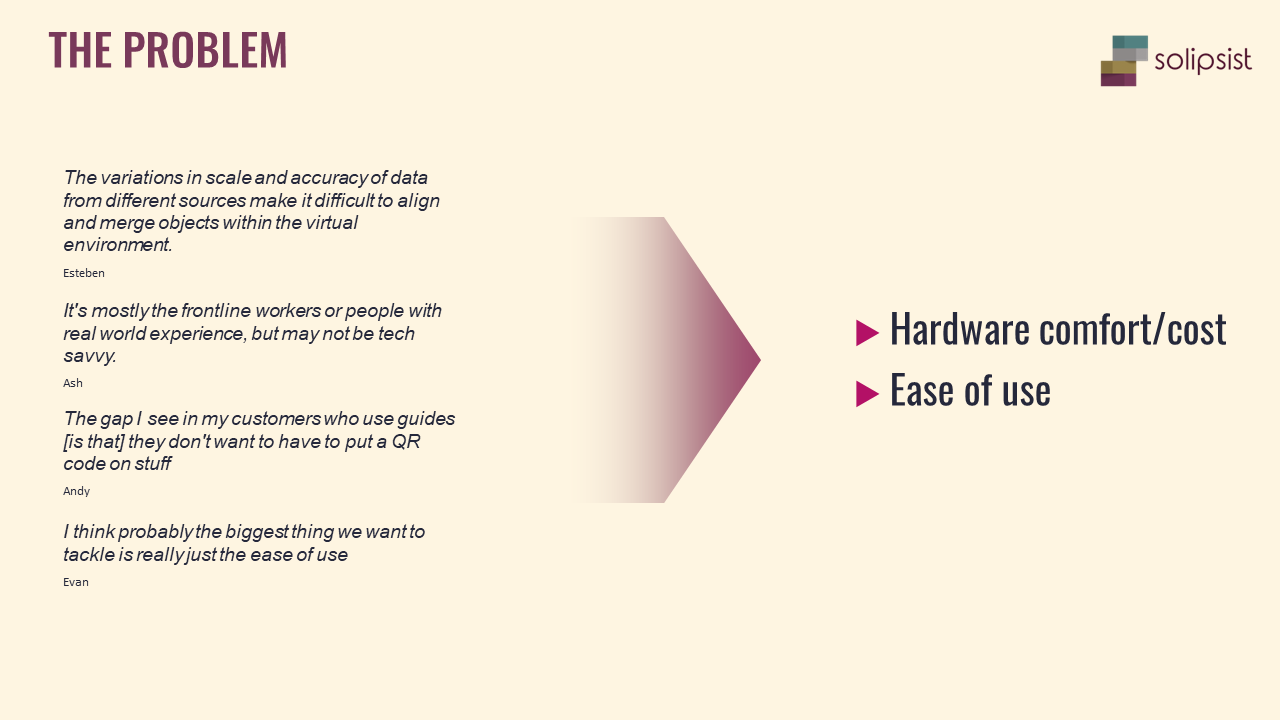 THE PROBLEM
solipsist
The variations in scale and accuracy of data
from different sources make it difficult to align
and merge objects within the virtual
environment.
Esteben
It's mostly the frontline workers or people with
real world experience, but may not be tech
savvy.
Ash
The gap I see in my customers who use guides
[is that] they don't want to have to put a QR
code on stuff
Andy
I think probably the biggest thing we want to
tackle is really just the ease of use
Evan
Hardware comfort/cost
Ease of use